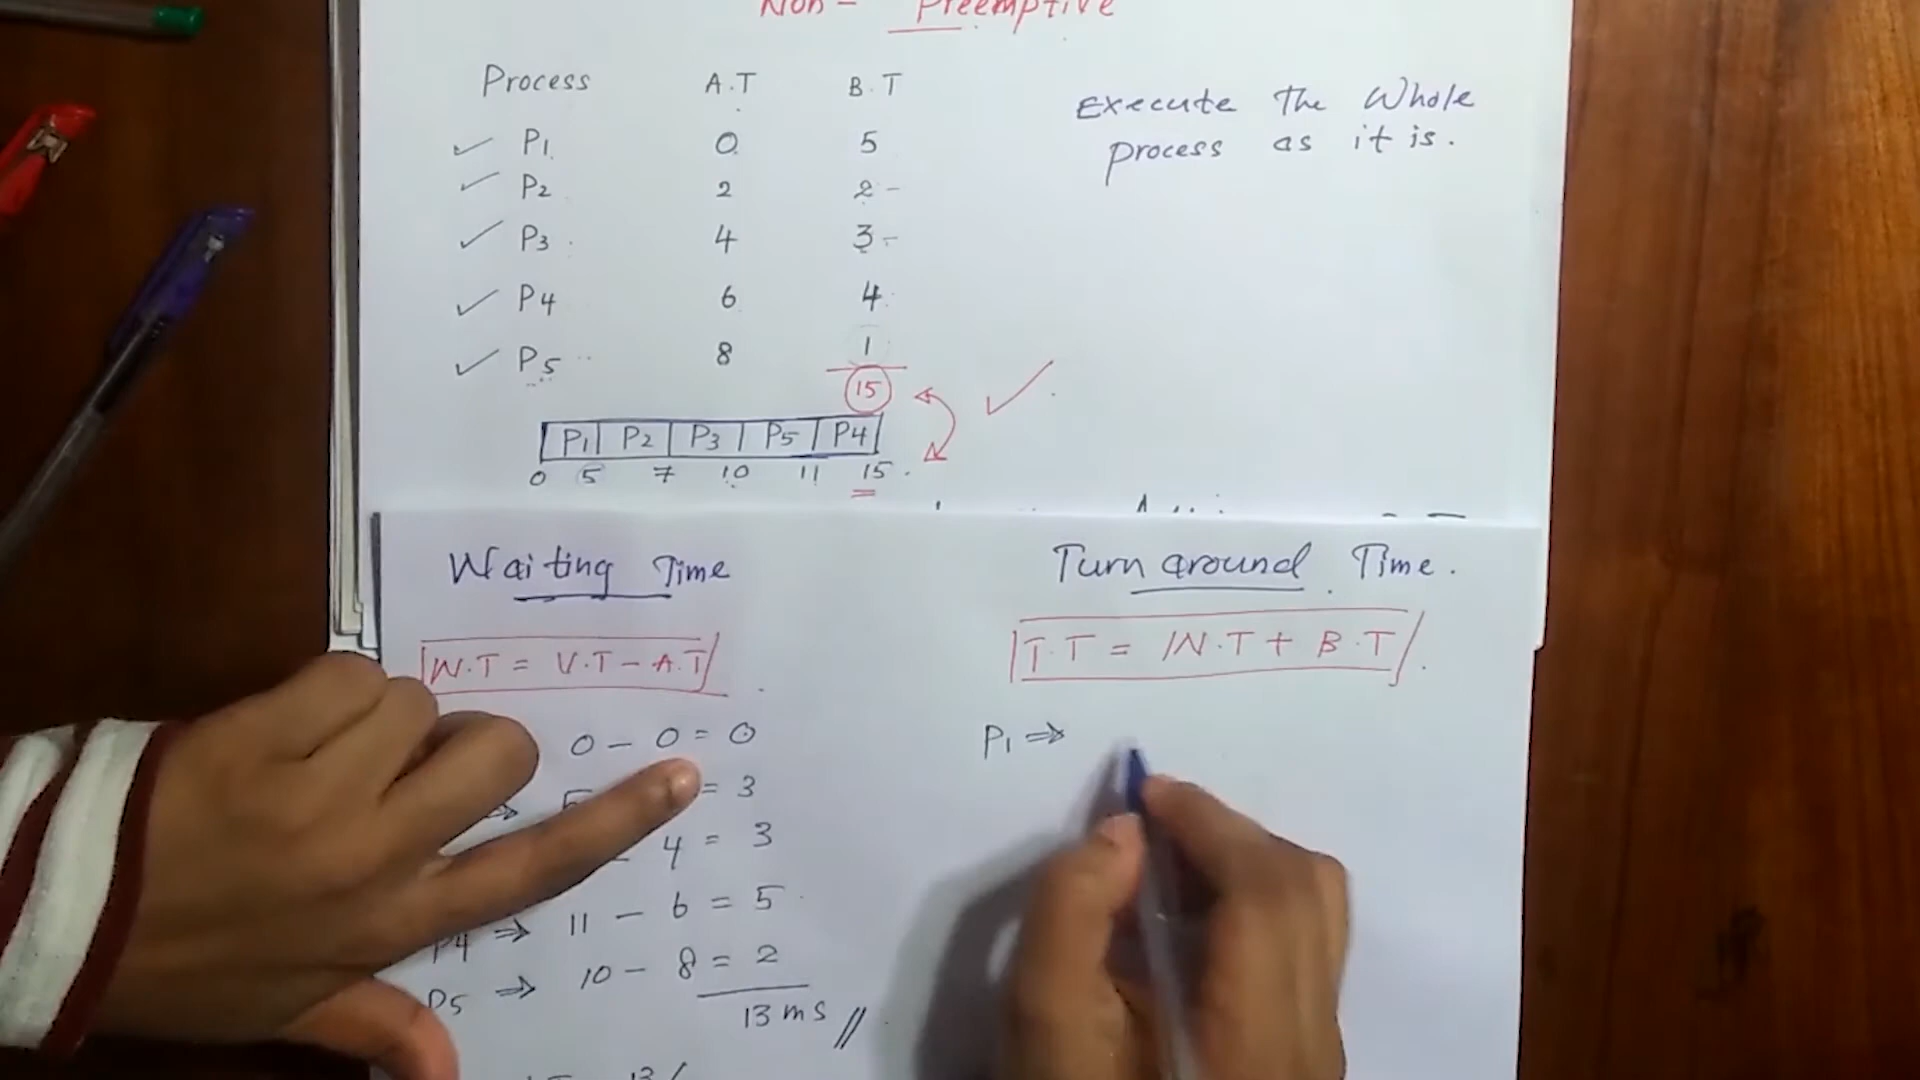 Non - Preemptive
Process A.T B.T
P1 0 5
P2 2 2
P3 4 3
P4 6 4
P5 8 1
15
Execute The Whole
process as it is.
P1 P2 P3 P5 P4
0 5 7 10 11 15
Waiting Time
W.T = V.T - A.T
0 - 0 = 0
= 3
4 = 3
P4 ⇒ 11 - 6 = 5
P5 ⇒ 10 - 8 = 2
13 ms //
Turn around Time.
T.T = W.T + B.T
P1 ⇒